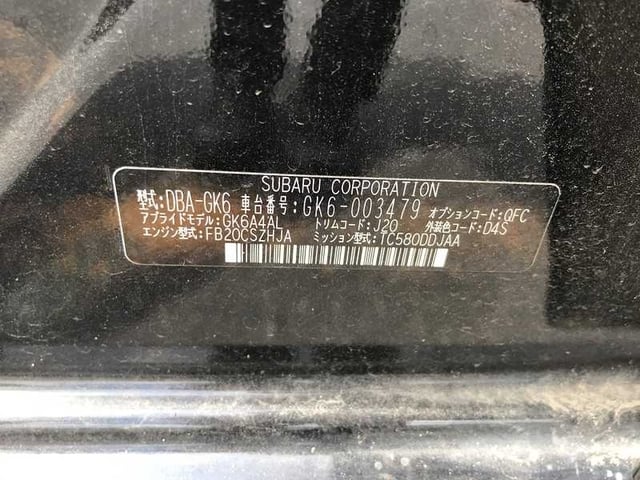 SUBARU CORPORATION
型式:DBA-GK6 車台番号:GK6-003479 オプションコード:QFC
アプライドモデル:GK6A4AL トリムコード:J20 外装色コード:D4S
エンジン型式:FB20CSZHJA ミッション型式:TC580DDJAA